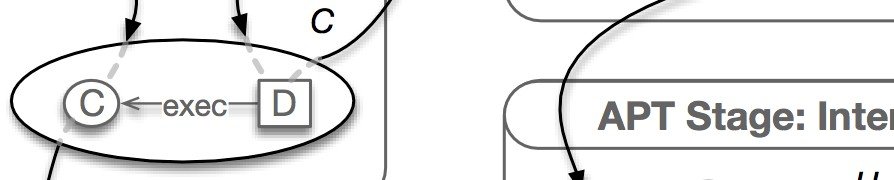 C
C exec D
APT Stage: Inter